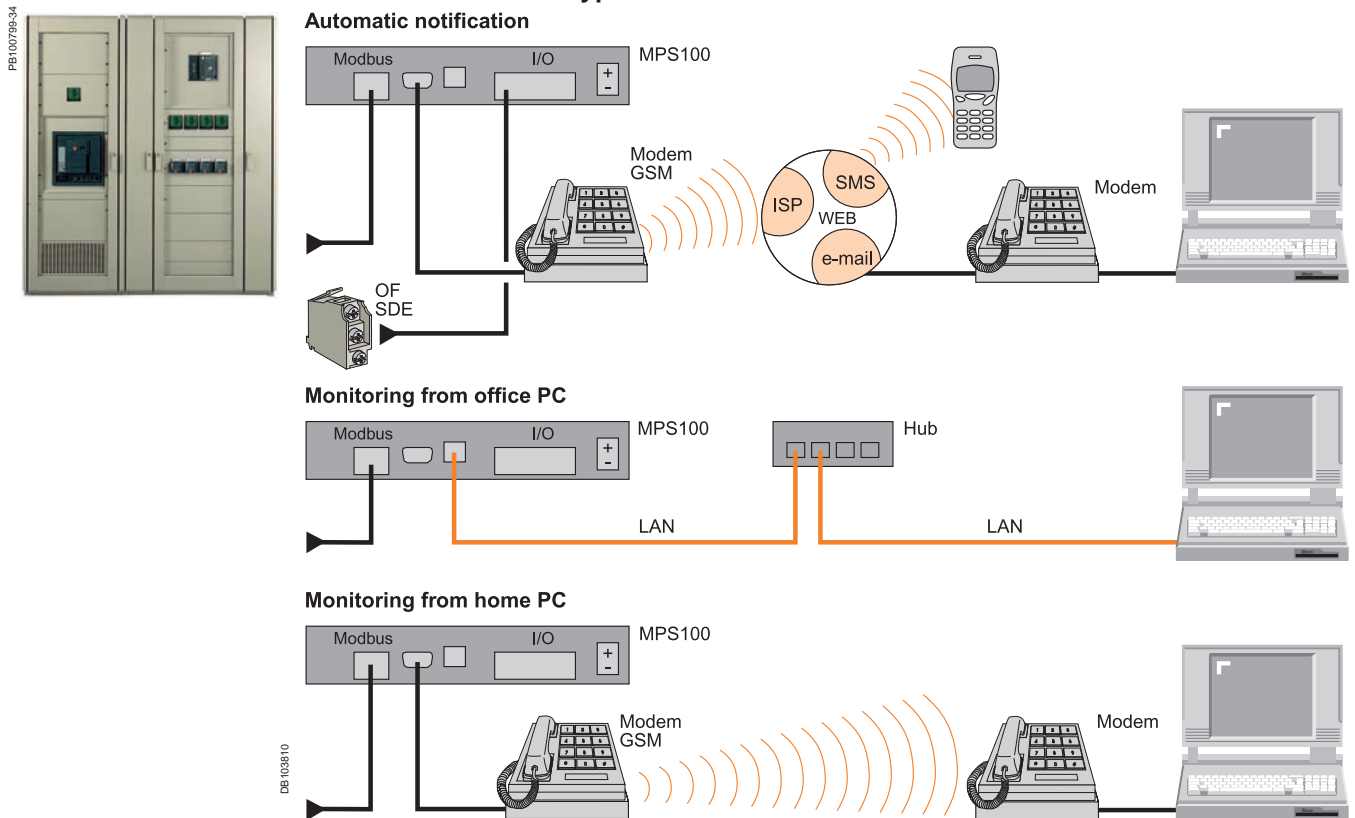 PB100799-34
Automatic notification
Modbus
I/O
+
-
MPS100
Modem
GSM
ISP
SMS
WEB
e-mail
Modem
OF
SDE
Monitoring from office PC
Modbus
I/O
+
-
MPS100
Hub
LAN
LAN
Monitoring from home PC
Modbus
I/O
+
-
MPS100
Modem
GSM
Modem
DB103810